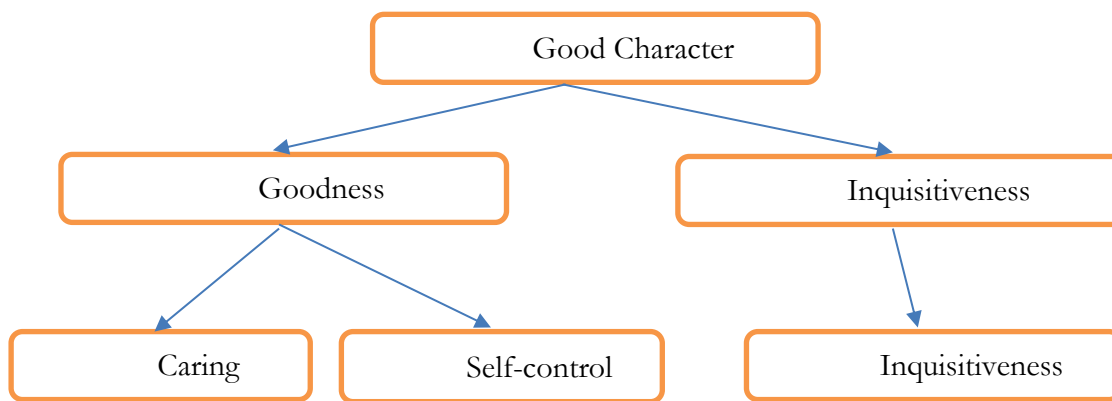 Good Character
Goodness
Inquisitiveness
Caring
Self-control
Inquisitiveness